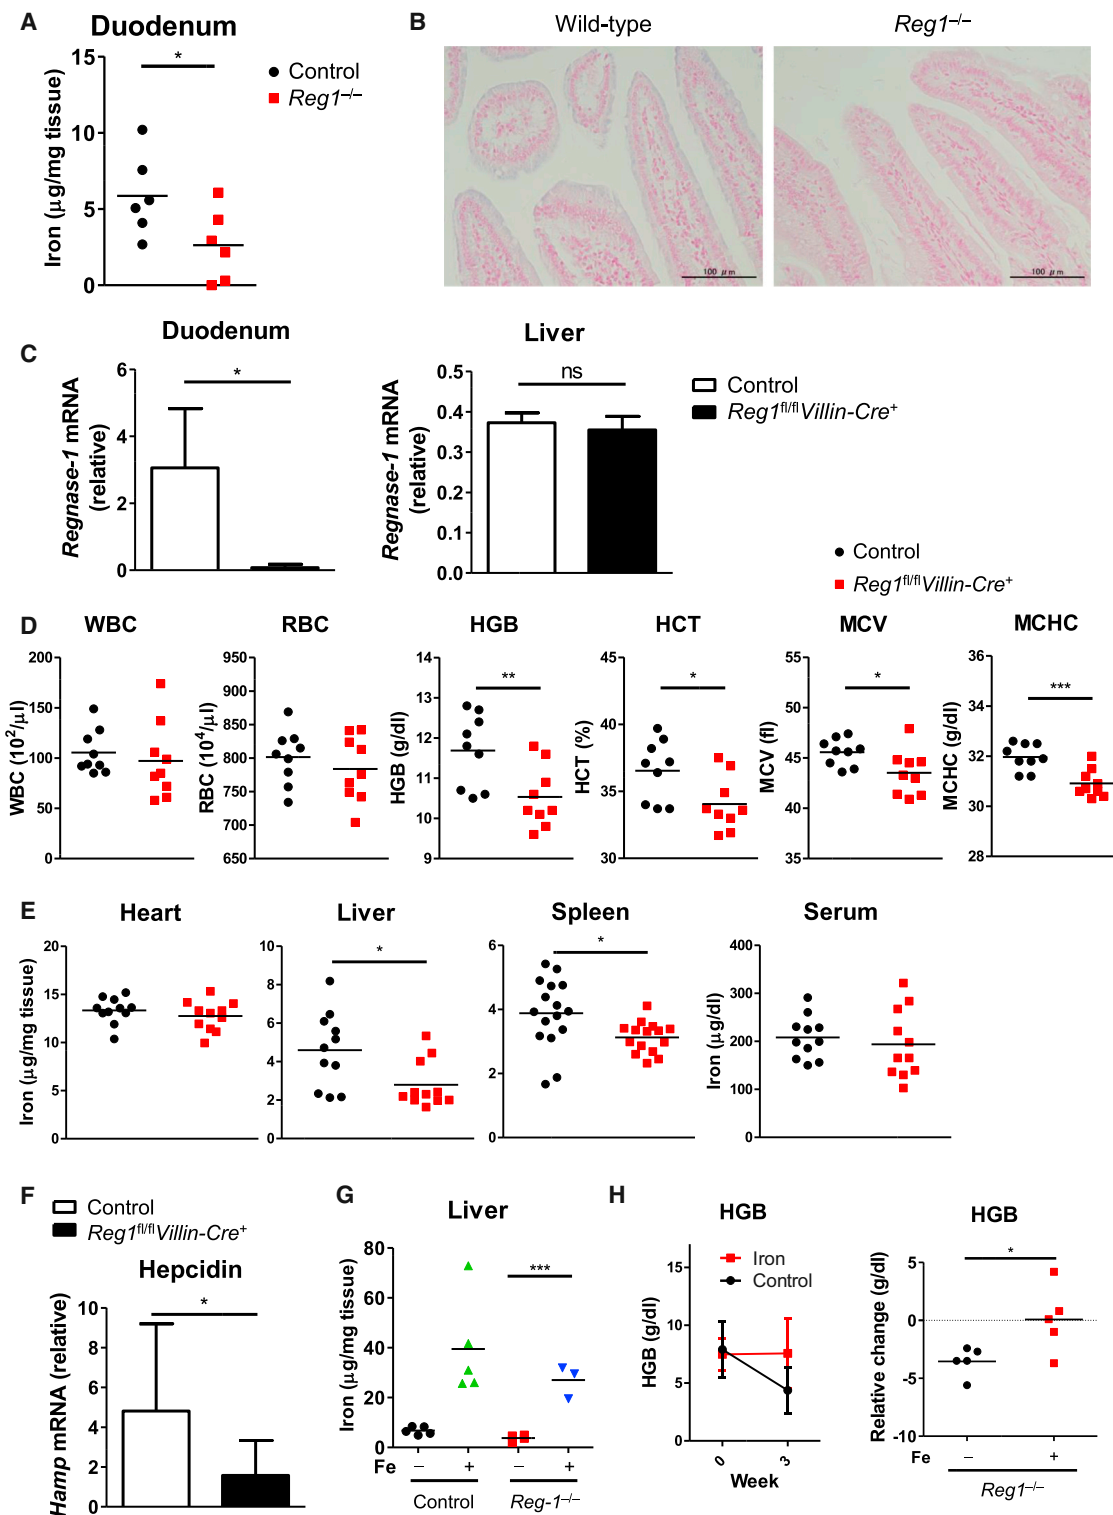 A
Duodenum
Iron (µg/mg tissue)
15
10
5
0
*
Control
Reg1–/–
B
Wild-type
Reg1–/–
100 µm
100 µm
C
Duodenum
Regnase-1 mRNA
(relative)
6
4
2
0
*
Liver
Regnase-1 mRNA
(relative)
0.5
0.4
0.3
0.2
0.1
0.0
ns
Control
Reg1fl/flVillin-Cre+
Control
Reg1fl/flVillin-Cre+
D
WBC
WBC (10²/µl)
200
150
100
50
0
RBC
RBC (10⁴/µl)
950
900
850
800
750
700
650
HGB
HGB (g/dl)
14
13
12
11
10
9
**
HCT
HCT (%)
45
40
35
30
*
MCV
MCV (fl)
55
50
45
40
35
*
MCHC
MCHC (g/dl)
36
34
32
30
28
***
E
Heart
Iron (µg/mg tissue)
20
15
10
5
0
Liver
10
8
6
4
2
0
*
Spleen
6
4
2
0
*
Serum
Iron (µg/dl)
400
300
200
100
0
F
Control
Reg1fl/flVillin-Cre+
Hepcidin
Hamp mRNA (relative)
10
8
6
4
2
0
*
G
Liver
Iron (µg/mg tissue)
80
60
40
20
0
***
Fe – + – +
Control
Reg-1–/–
H
HGB
HGB (g/dl)
15
10
5
0
Iron
Control
0 3
Week
HGB
Relative change (g/dl)
5
0
-5
-10
*
Fe – +
Reg1–/–